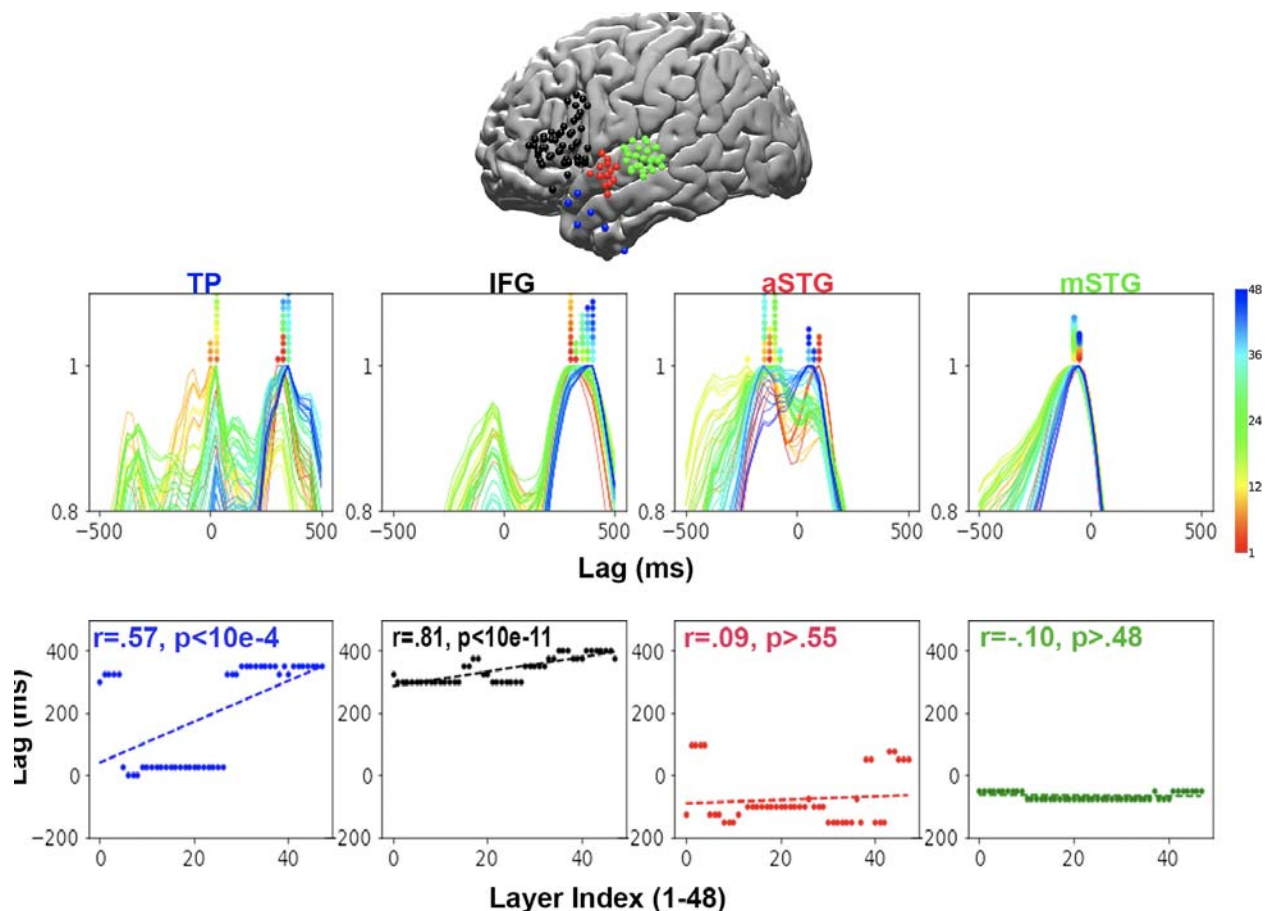 TP IFG aSTG mSTG
48
36
1 1 1 1
24
12
0.8 0.8 0.8 0.8
1
−500 0 500 −500 0 500 −500 0 500 −500 0 500
Lag (ms)
r=.57, p<10e-4 r=.81, p<10e-11 r=.09, p>.55 r=-.10, p>.48
400 400 400 400
200 200 200 200
0 0 0 0
−200 −200 −200 −200
Lag (ms)
0 20 40 0 20 40 0 20 40 0 20 40
Layer Index (1-48)